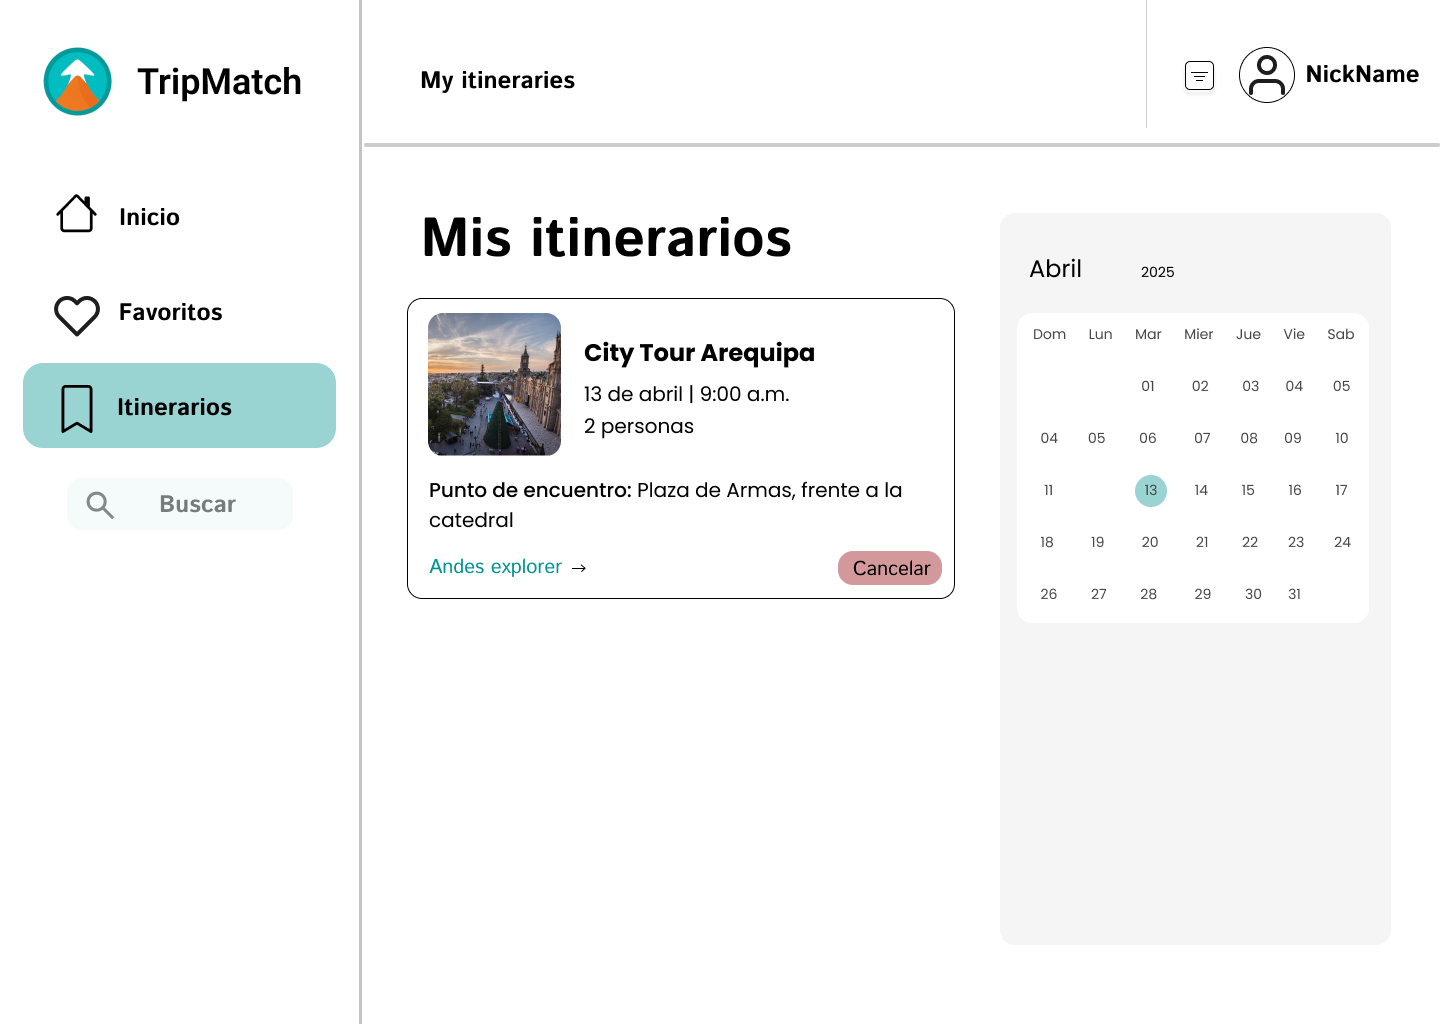 TripMatch
My itineraries
NickName
Inicio
Favoritos
Itinerarios
Buscar
Mis itinerarios
City Tour Arequipa
13 de abril | 9:00 a.m.
2 personas
Punto de encuentro: Plaza de Armas, frente a la
catedral
Andes explorer →
Cancelar
Abril 2025
Dom Lun Mar Mier Jue Vie Sab
01 02 03 04 05
04 05 06 07 08 09 10
11 13 14 15 16 17
18 19 20 21 22 23 24
26 27 28 29 30 31